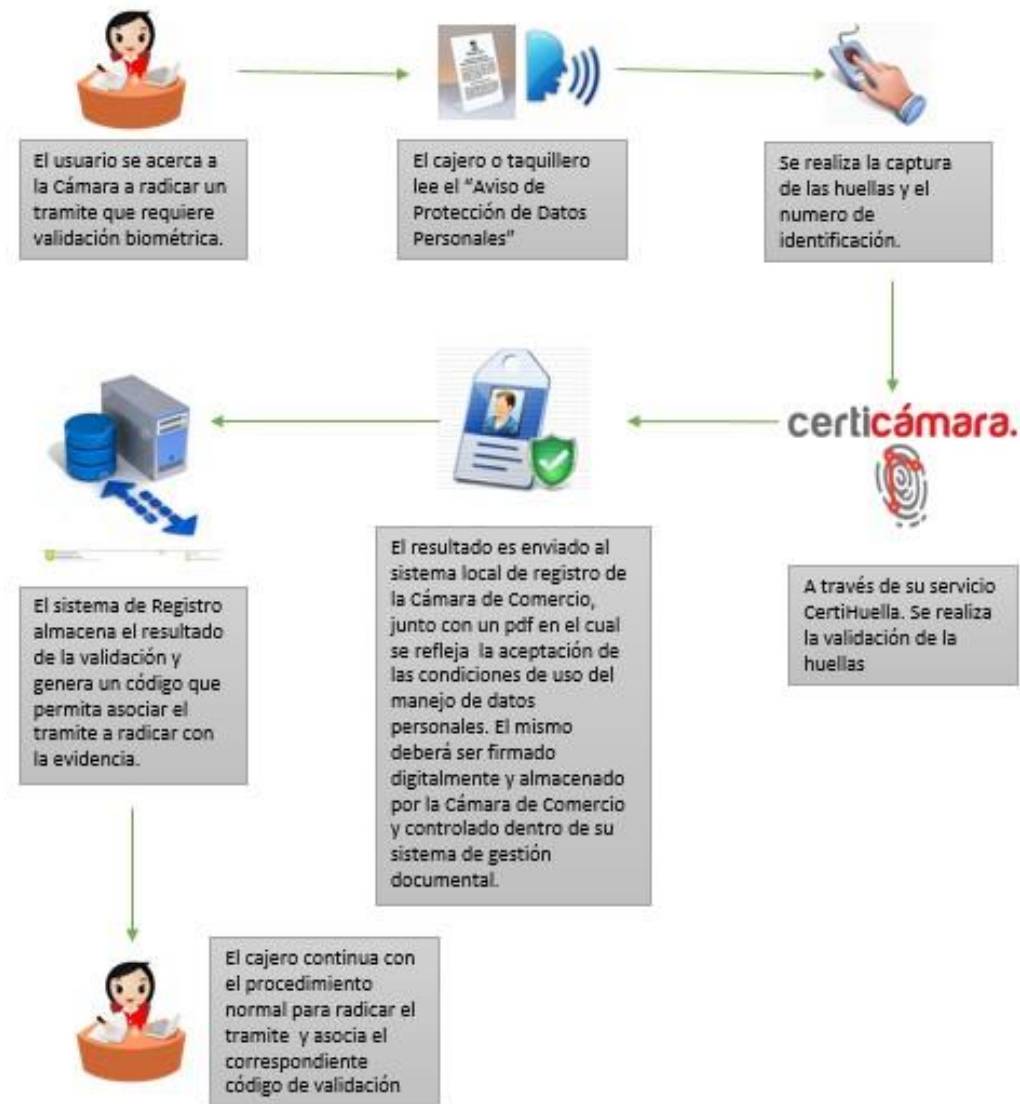 El usuario se acerca a
la Cámara a radicar un
tramite que requiere
validación biométrica.
El cajero o taquillero
lee el "Aviso de
Protección de Datos
Personales"
Se realiza la captura
de las huellas y el
numero de
identificación.
certicámara.
A través de su servicio
CertiHuella. Se realiza
la validación de la
huellas
El resultado es enviado al
sistema local de registro de
la Cámara de Comercio,
junto con un pdf en el cual
se refleja la aceptación de
las condiciones de uso del
manejo de datos
personales. El mismo
deberá ser firmado
digitalmente y almacenado
por la Cámara de Comercio
y controlado dentro de su
sistema de gestión
documental.
El sistema de Registro
almacena el resultado
de la validación y
genera un código que
permita asociar el
tramite a radicar con
la evidencia.
El cajero continua con
el procedimiento
normal para radicar el
tramite y asocia el
correspondiente
código de validación